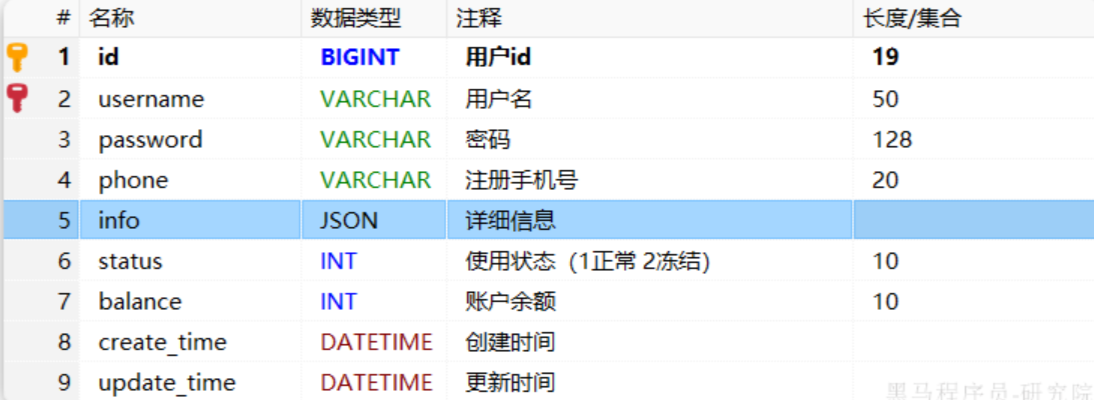 # 名称 数据类型 注释 长度/集合
1 id BIGINT 用户id 19
2 username VARCHAR 用户名 50
3 password VARCHAR 密码 128
4 phone VARCHAR 注册手机号 20
5 info JSON 详细信息
6 status INT 使用状态（1正常 2冻结) 10
7 balance INT 账户余额 10
8 create_time DATETIME 创建时间
9 update_time DATETIME 更新时间
黑马程序员-研究院